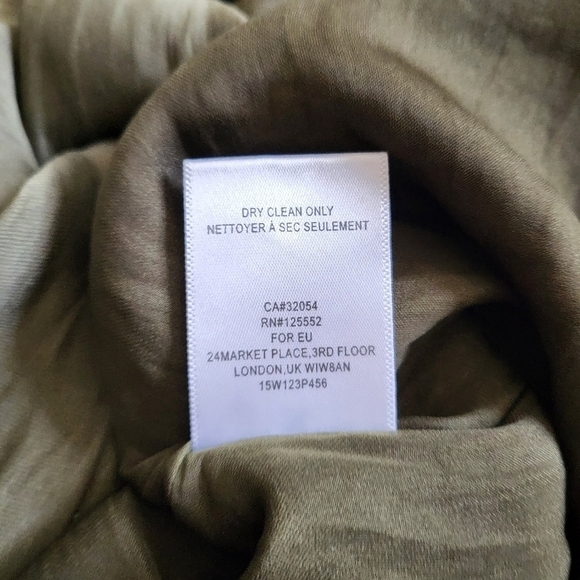 DRY CLEAN ONLY
NETTOYER À SEC SEULEMENT
CA#32054
RN#125552
FOR EU
24MARKET PLACE,3RD FLOOR
LONDON,UK WIW8AN
15W123P456